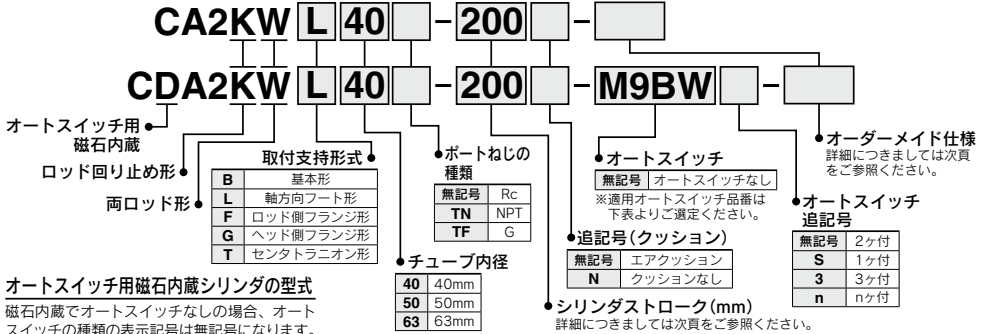 CA2KWL40 - 200 -
CDA2KWL40 - 200 - M9BW -
オートスイッチ用
磁石内蔵
ロッド回り止め形
両ロッド形
取付支持形式
B 基本形
L 軸方向フート形
F ロッド側フランジ形
G ヘッド側フランジ形
T センタトラニオン形
ポートねじの
種類
無記号 Rc
TN NPT
TF G
チューブ内径
40 40mm
50 50mm
63 63mm
オートスイッチ
無記号 オートスイッチなし
※適用オートスイッチ品番は
下表よりご選定ください。
追記号(クッション)
無記号 エアクッション
N クッションなし
シリンダストローク(mm)
詳細につきましては次頁をご参照ください。
オーダーメイド仕様
詳細につきましては次頁
をご参照ください。
オートスイッチ
追記号
無記号 2ヶ付
S 1ヶ付
3 3ヶ付
n nヶ付
オートスイッチ用磁石内蔵シリンダの型式
磁石内蔵でオートスイッチなしの場合、オート
スイッチの種類の表示記号は無記号になります。